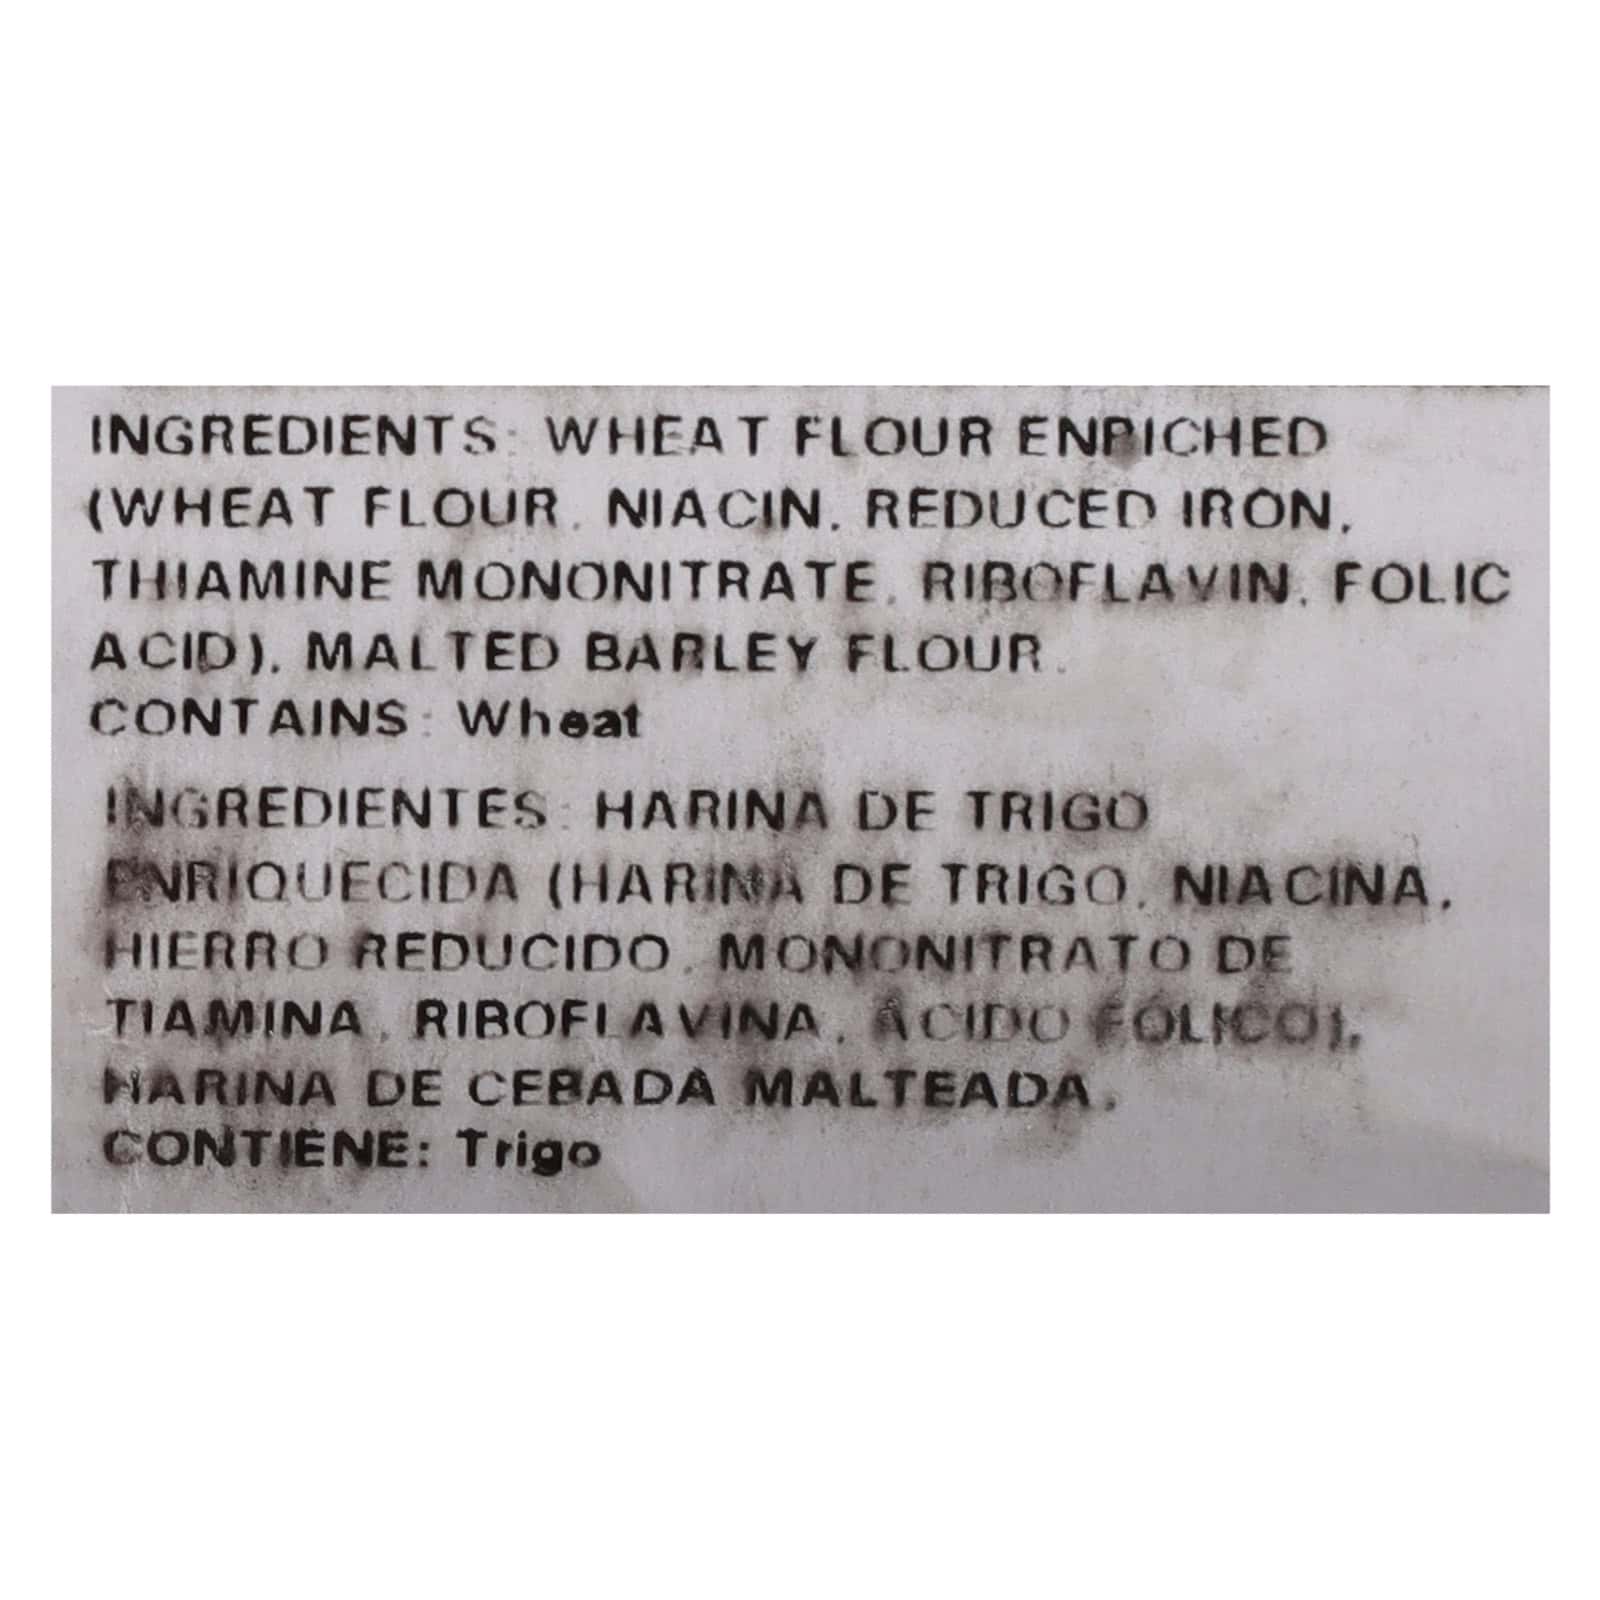 INGREDIENTS: WHEAT FLOUR ENRICHED
(WHEAT FLOUR, NIACIN, REDUCED IRON,
THIAMINE MONONITRATE, RIBOFLAVIN, FOLIC
ACID), MALTED BARLEY FLOUR.
CONTAINS: Wheat
INGREDIENTES: HARINA DE TRIGO
ENRIQUECIDA (HARINA DE TRIGO, NIACINA,
HIERRO REDUCIDO, MONONITRATO DE
TIAMINA, RIBOFLAVINA, ÁCIDO FÓLICO),
HARINA DE CEBADA MALTEADA.
CONTIENE: Trigo